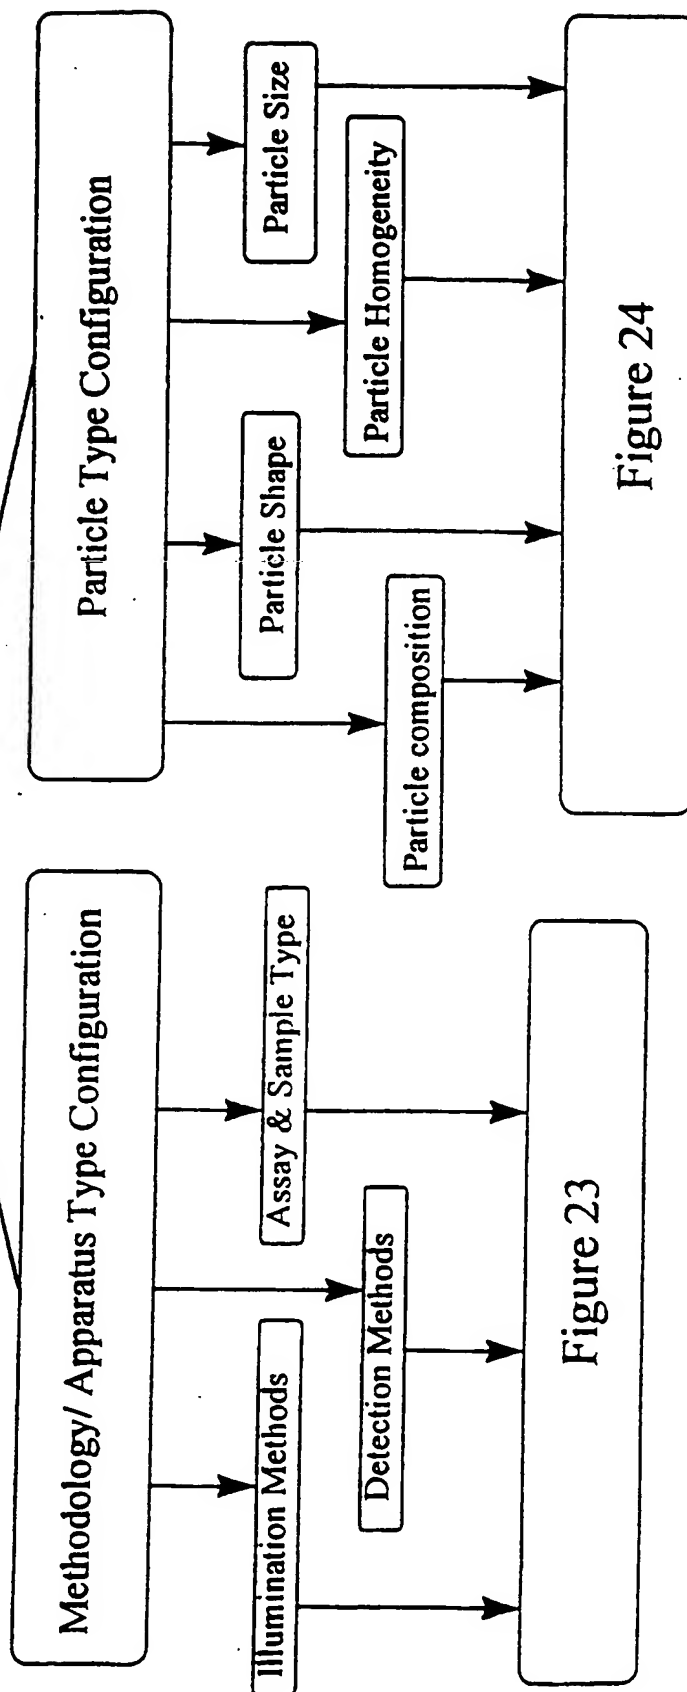 Methodology/ Apparatus Type Configuration
Illumination Methods
Detection Methods
Assay & Sample Type
Figure 23
Particle Type Configuration
Particle composition
Particle Shape
Particle Homogeneity
Particle Size
Figure 24